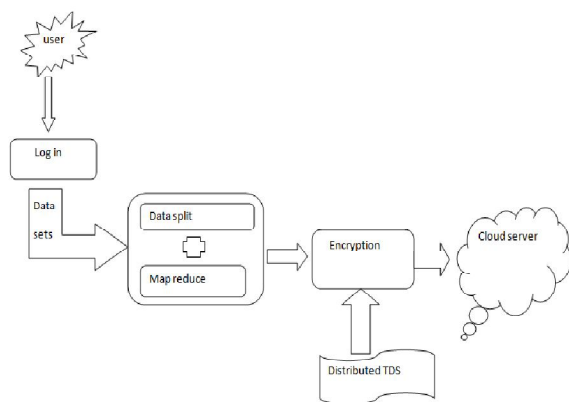 user
Log in
Data
sets
Data split
Map reduce
Encryption
Cloud server
Distributed TDS